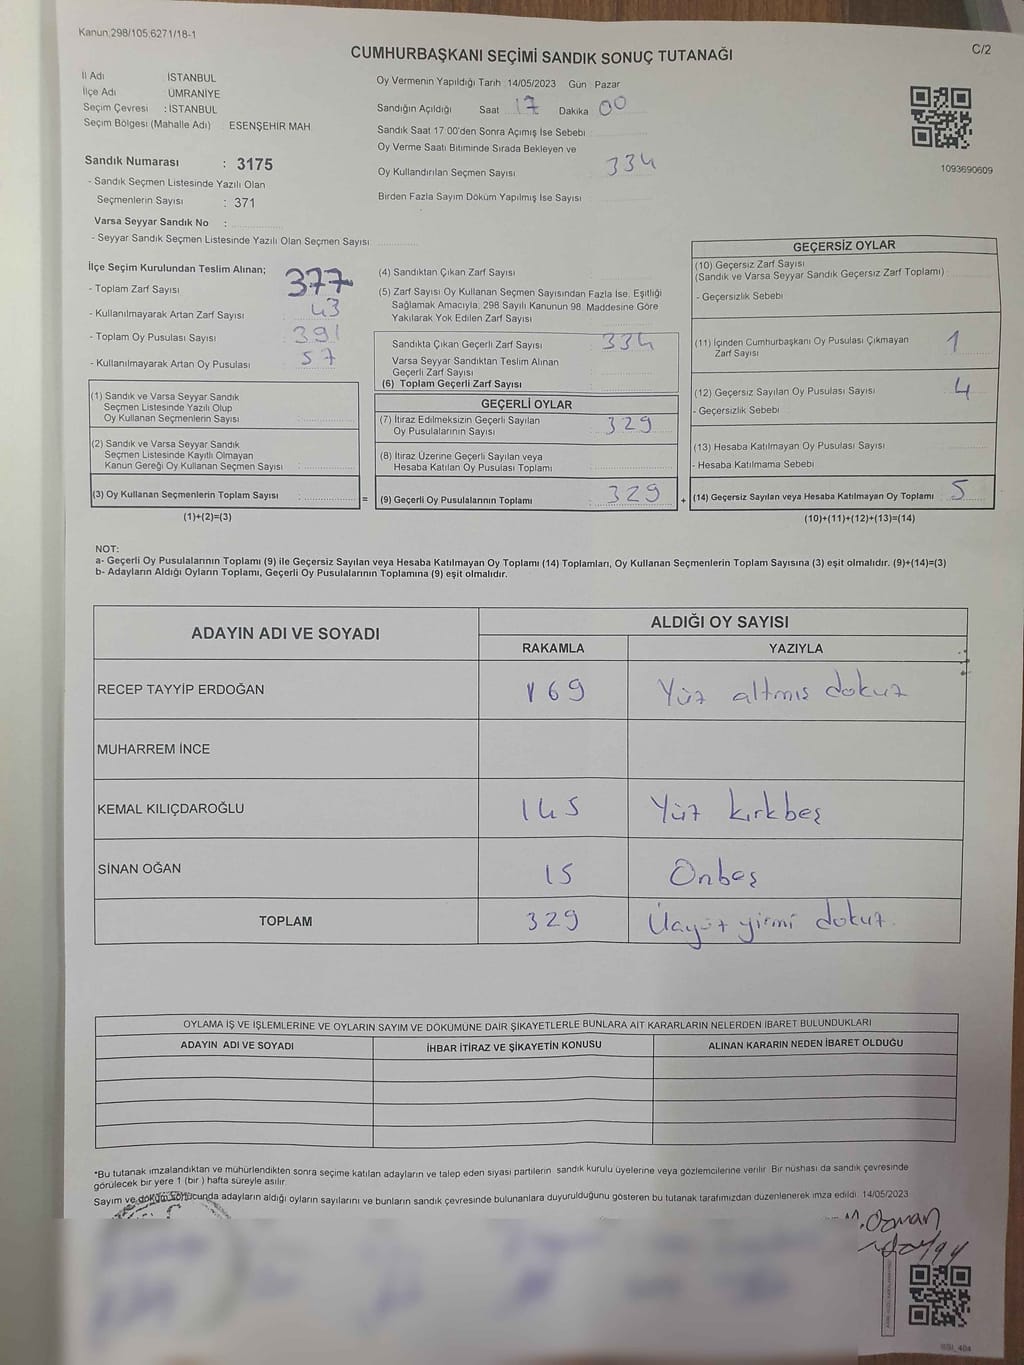 Kanun:298/105,6271/18-1
C/2
CUMHURBAŞKANI SEÇİMİ SANDIK SONUÇ TUTANAĞI
İl Adı İSTANBUL
İlçe Adı ÜMRANİYE
Seçim Çevresi : İSTANBUL
Seçim Bölgesi (Mahalle Adı) ESENŞEHİR MAH
Sandık Numarası : 3175
- Sandık Seçmen Listesinde Yazılı Olan
Seçmenlerin Sayısı : 371
Varsa Seyyar Sandık No :
- Seyyar Sandık Seçmen Listesinde Yazılı Olan Seçmen Sayısı
Oy Vermenin Yapıldığı Tarih 14/05/2023 Gün Pazar
Sandığın Açıldığı Saat 17 Dakika 00
Sandık Saat 17:00'den Sonra Açımış İse Sebebi
Oy Verme Saati Bitiminde Sırada Bekleyen ve
Oy Kullandırılan Seçmen Sayısı 334
Birden Fazla Sayım Döküm Yapılmış İse Sayısı
1093690609
İlçe Seçim Kurulundan Teslim Alınan;
- Toplam Zarf Sayısı 377
- Kullanılmayarak Artan Zarf Sayısı 43
- Toplam Oy Pusulası Sayısı 391
- Kullanılmayarak Artan Oy Pusulası 57
(1) Sandık ve Varsa Seyyar Sandık
Seçmen Listesinde Yazılı Olup
Oy Kullanan Seçmenlerin Sayısı
(2) Sandık ve Varsa Seyyar Sandık
Seçmen Listesinde Kayıtlı Olmayan
Kanun Gereği Oy Kullanan Seçmen Sayısı
(3) Oy Kullanan Seçmenlerin Toplam Sayısı
(1)+(2)=(3)
=
(4) Sandıktan Çıkan Zarf Sayısı
(5) Zarf Sayısı Oy Kullanan Seçmen Sayısından Fazla İse, Eşitliği
Sağlamak Amacıyla, 298 Sayılı Kanunun 98. Maddesine Göre
Yakılarak Yok Edilen Zarf Sayısı
Sandıkta Çıkan Geçerli Zarf Sayısı 334
Varsa Seyyar Sandıktan Teslim Alınan
Geçerli Zarf Sayısı
(6) Toplam Geçerli Zarf Sayısı
GEÇERLİ OYLAR
(7) İtiraz Edilmeksizin Geçerli Sayılan
Oy Pusulalarının Sayısı 329
(8) İtiraz Üzerine Geçerli Sayılan veya
Hesaba Katılan Oy Pusulası Toplamı
(9) Geçerli Oy Pusulalarının Toplamı 329
+
GEÇERSİZ OYLAR
(10) Geçersiz Zarf Sayısı
(Sandık ve Varsa Seyyar Sandık Geçersiz Zarf Toplamı)
- Geçersizlik Sebebi
(11) İçinden Cumhurbaşkanı Oy Pusulası Çıkmayan
Zarf Sayısı 1
(12) Geçersiz Sayılan Oy Pusulası Sayısı 4
- Geçersizlik Sebebi
(13) Hesaba Katılmayan Oy Pusulası Sayısı
- Hesaba Katılmama Sebebi
(14) Geçersiz Sayılan veya Hesaba Katılmayan Oy Toplamı 5
(10)+(11)+(12)+(13)=(14)
NOT:
a- Geçerli Oy Pusulalarının Toplamı (9) ile Geçersiz Sayılan veya Hesaba Katılmayan Oy Toplamı (14) Toplamları, Oy Kullanan Seçmenlerin Toplam Sayısına (3) eşit olmalıdır. (9)+(14)=(3)
b- Adayların Aldığı Oyların Toplamı, Geçerli Oy Pusulalarının Toplamına (9) eşit olmalıdır.
ADAYIN ADI VE SOYADI ALDIĞI OY SAYISI
RAKAMLA YAZIYLA
RECEP TAYYİP ERDOĞAN 169 Yüz altmış dokuz
MUHARREM İNCE
KEMAL KILIÇDAROĞLU 145 Yüz kırkbeş
SİNAN OĞAN 15 Onbeş
TOPLAM 329 Üçyüz yirmi dokuz
OYLAMA İŞ VE İŞLEMLERİNE VE OYLARIN SAYIM VE DÖKÜMÜNE DAİR ŞİKAYETLERLE BUNLARA AİT KARARLARIN NELERDEN İBARET BULUNDUKLARI
ADAYIN ADI VE SOYADI İHBAR İTİRAZ VE ŞİKAYETİN KONUSU ALINAN KARARIN NEDEN İBARET OLDUĞU
*Bu tutanak imzalandıktan ve mühürlendikten sonra seçime katılan adayların ve talep eden siyasi partilerin sandık kurulu üyelerine veya gözlemcilerine verilir. Bir nüshası da sandık çevresinde
görülecek bir yere 1 (bir ) hafta süreyle asılır.
Sayım ve döküm sonucunda adayların aldığı oyların sayılarını ve bunların sandık çevresinde bulunanlara duyurulduğunu gösteren bu tutanak tarafımızdan düzenlenerek imza edildi. 14/05/2023